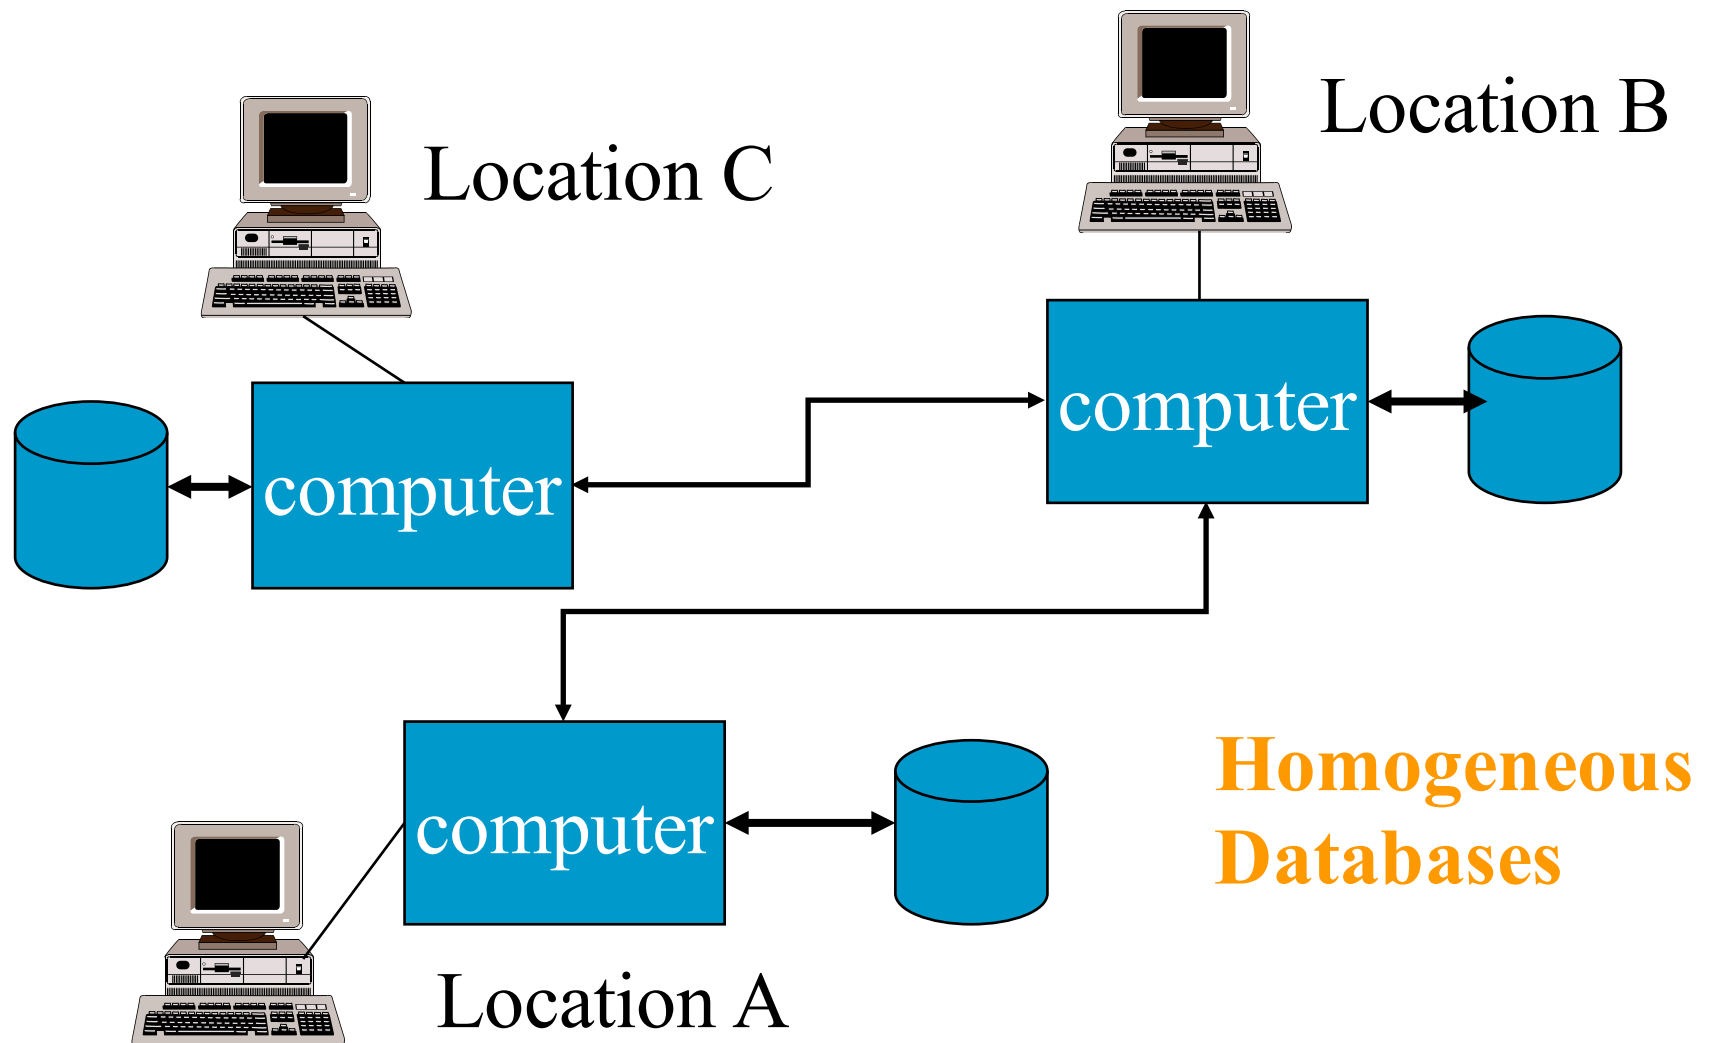 Location B
Location C
computer
computer
computer
Homogeneous
Databases
Location A